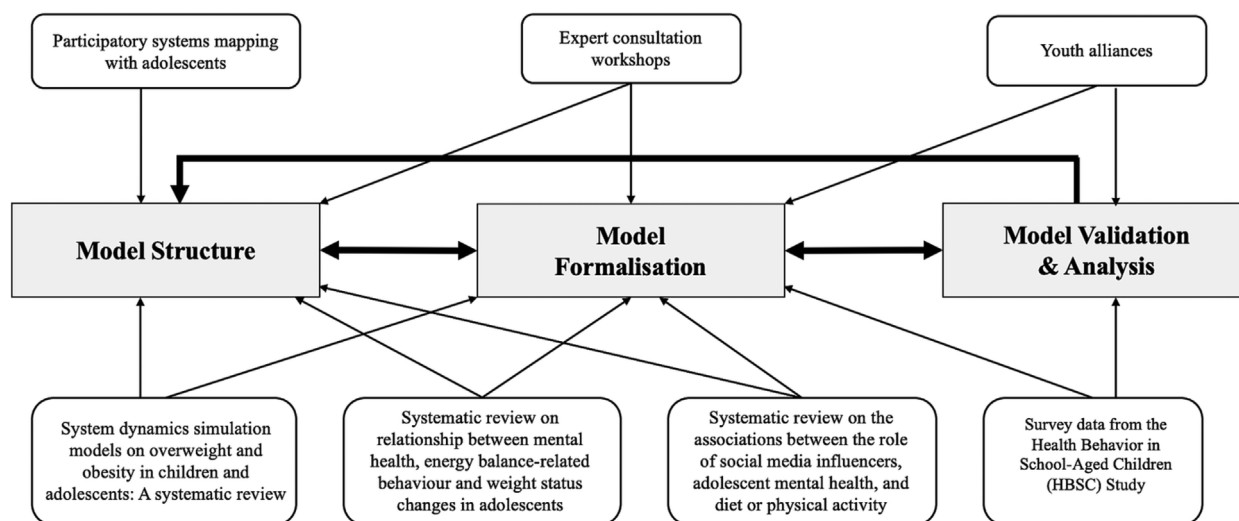 Participatory systems mapping
with adolescents
Expert consultation
workshops
Youth alliances
Model Structure
Model
Formalisation
Model Validation
& Analysis
System dynamics simulation
models on overweight and
obesity in children and
adolescents: A systematic
review
Systematic review on
relationship between mental
health, energy balance-related
behaviour and weight status
changes in adolescents
Systematic review on the
associations between the role
of social media influencers,
adolescent mental health, and
diet or physical activity
Survey data from the
Health Behavior in
School-Aged Children
(HBSC) Study